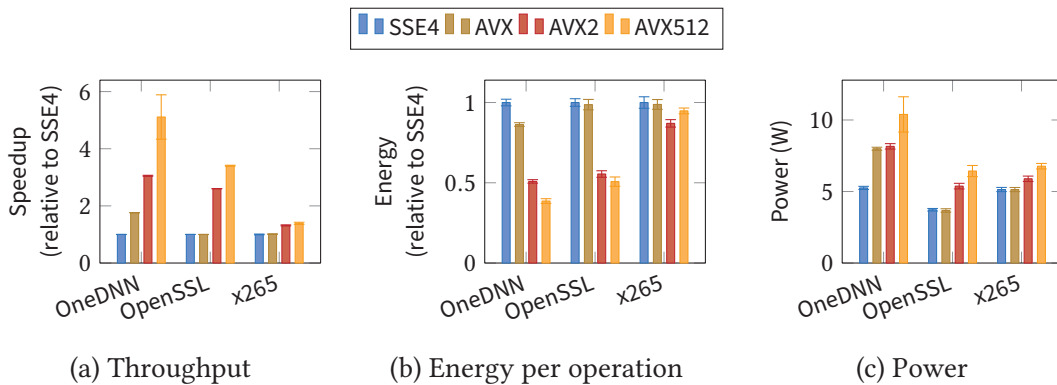 SSE4 AVX AVX2 AVX512
Speedup
(relative to SSE4)
6
4
2
0
OneDNN
OpenSSL
x265
(a) Throughput
Energy
(relative to SSE4)
1
0.5
0
OneDNN
OpenSSL
x265
(b) Energy per operation
Power (W)
10
5
0
OneDNN
OpenSSL
x265
(c) Power